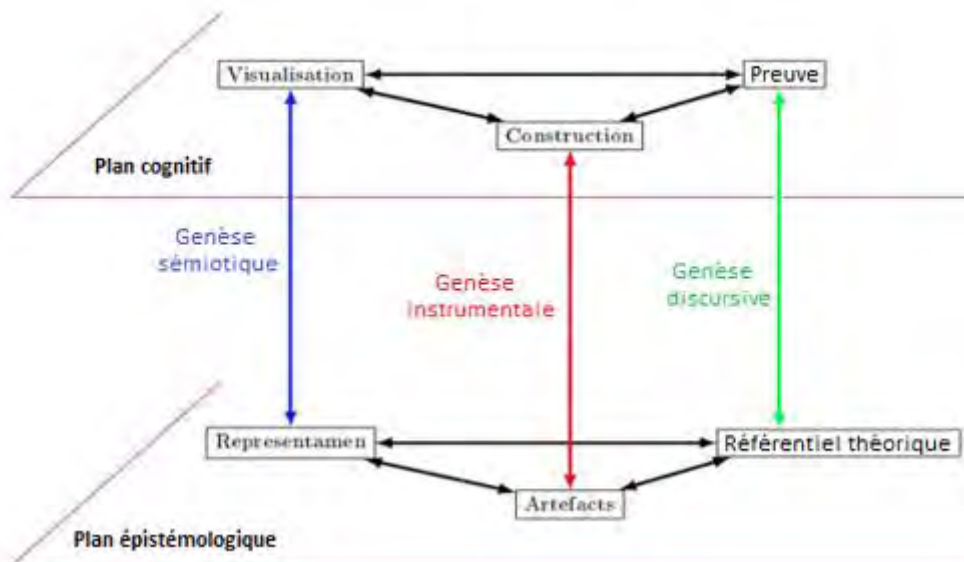 Visualisation
Preuve
Construction
Plan cognitif
Genèse
sémiotique
Genèse
instrumentale
Genèse
discursive
Representamen
Référentiel théorique
Artefacts
Plan épistémologique